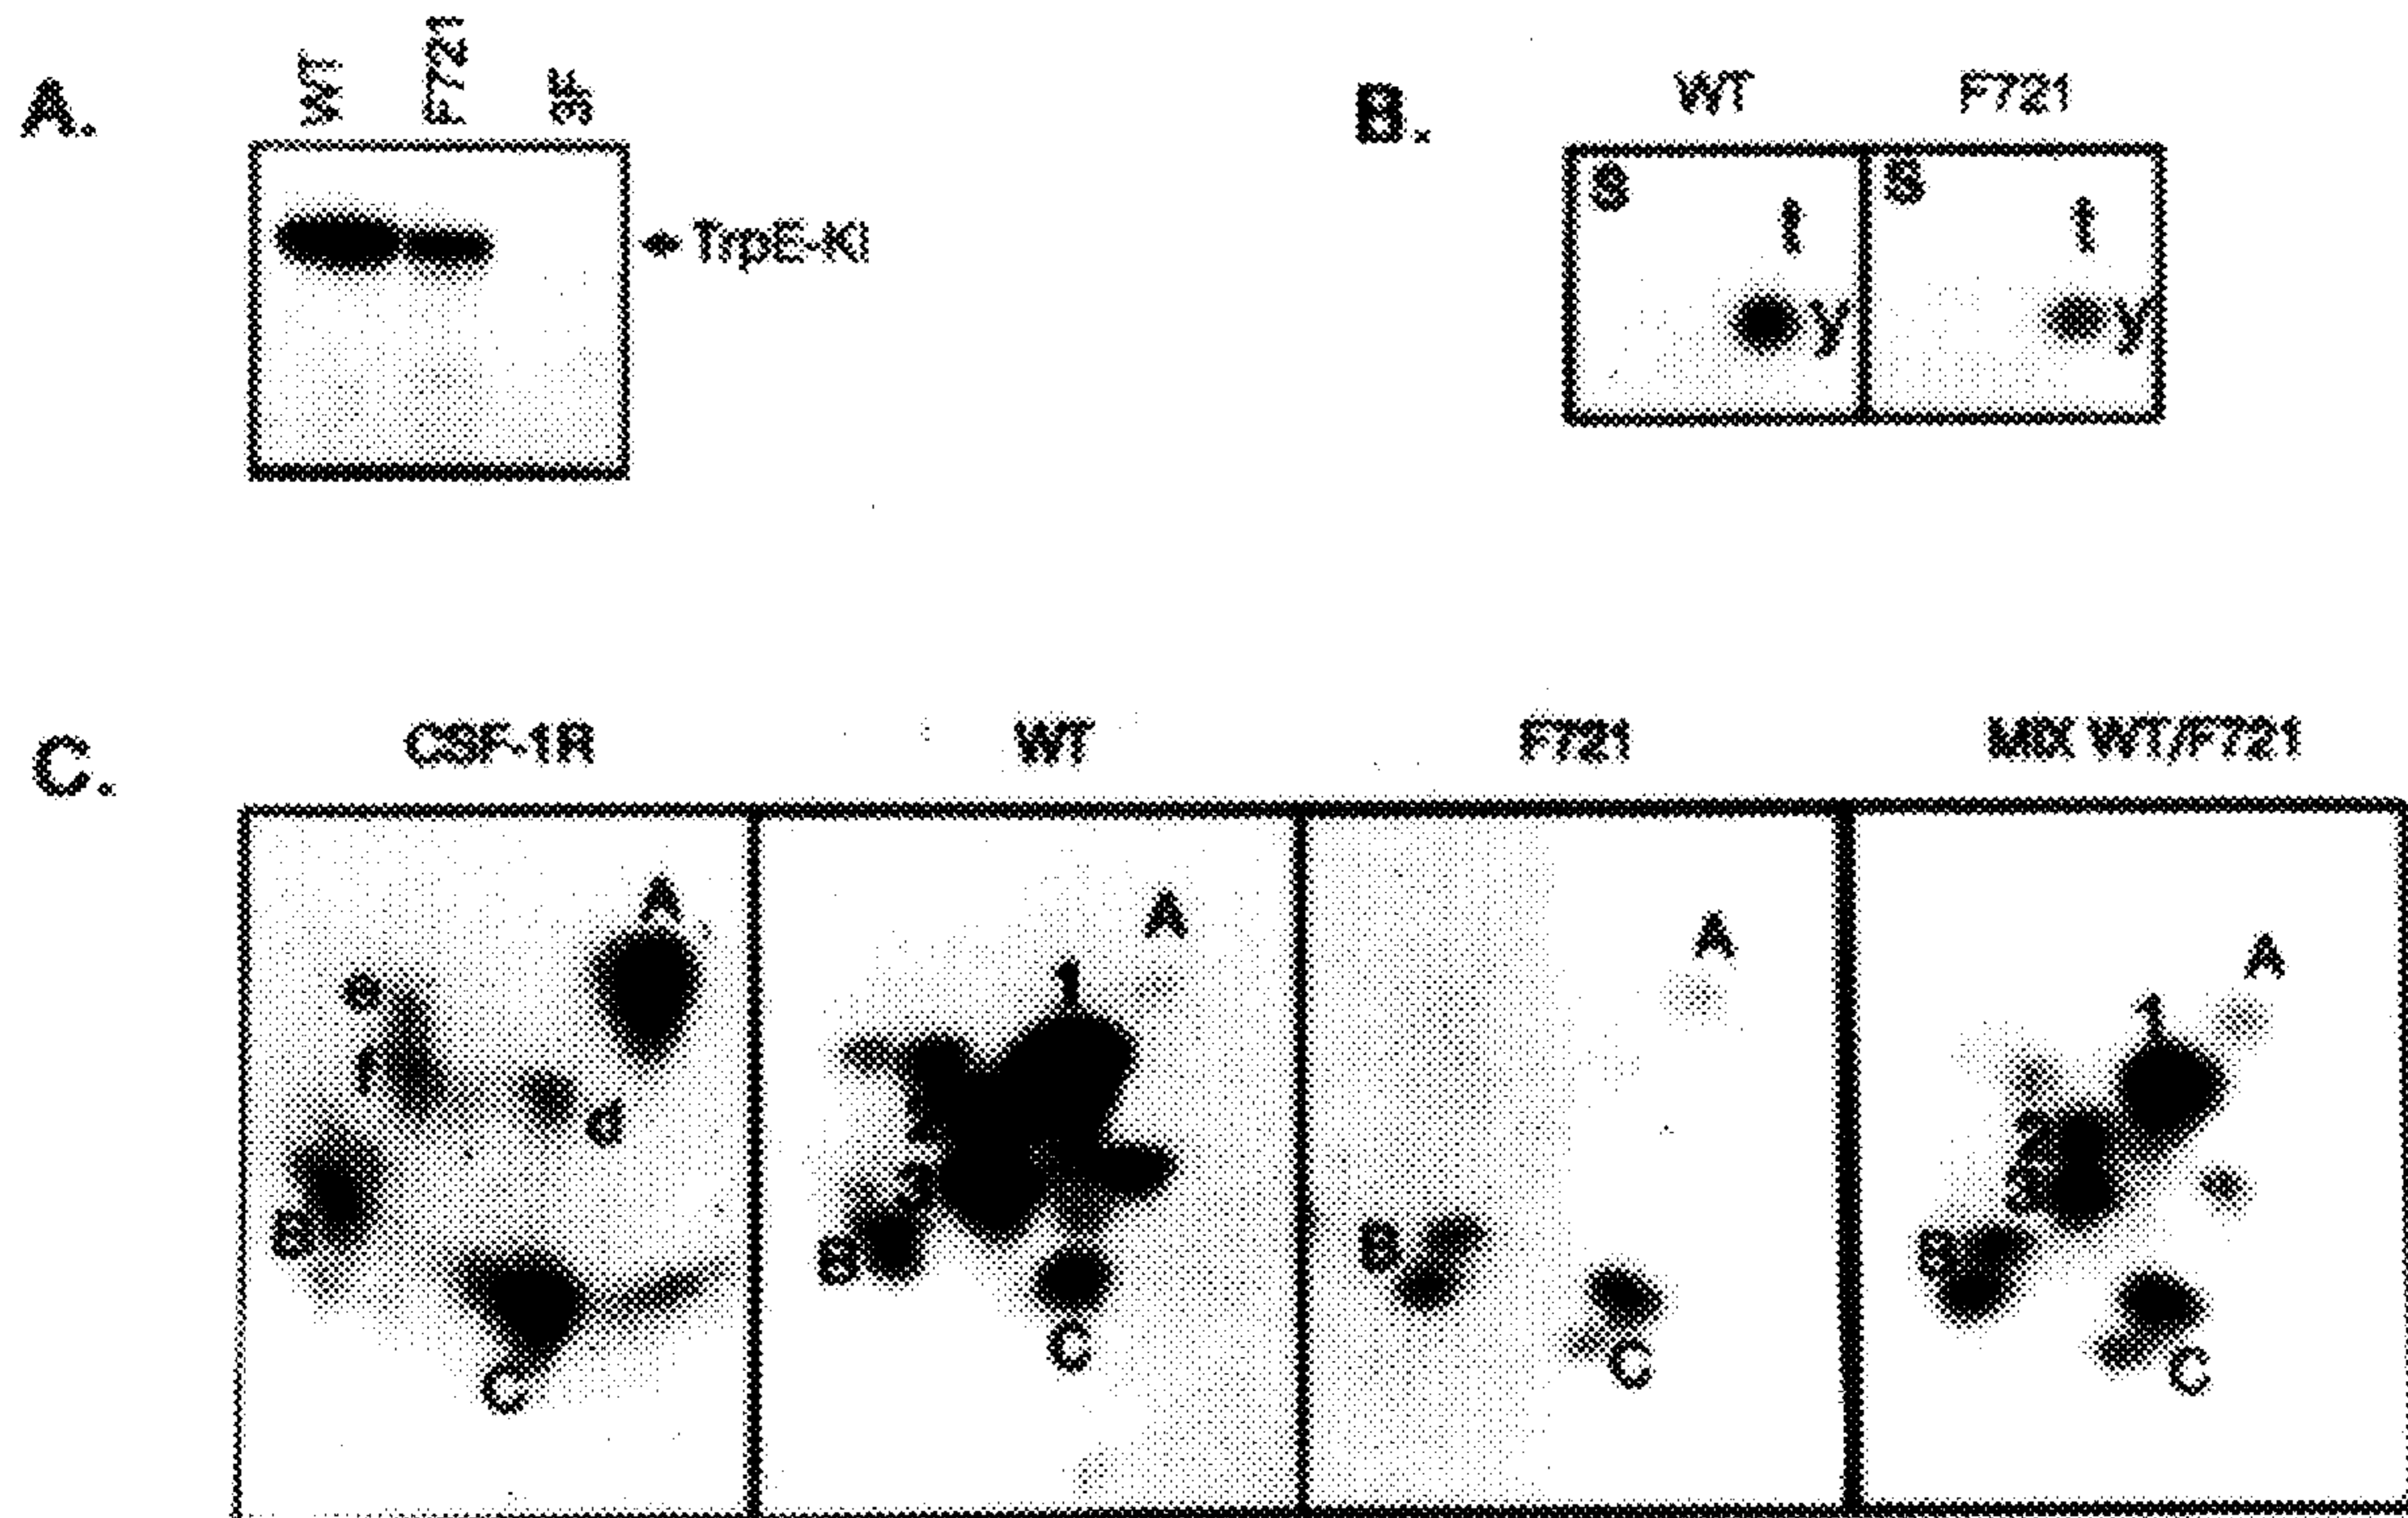 A.
WT F721 3F
TrpE-KI
B.
WT F721
S S
t t
y y
C.
CSF-1R WT F721 MIX WT/F721
A A A A
1 1
e
f
d
2 2
3 3
B B B B
C C C C